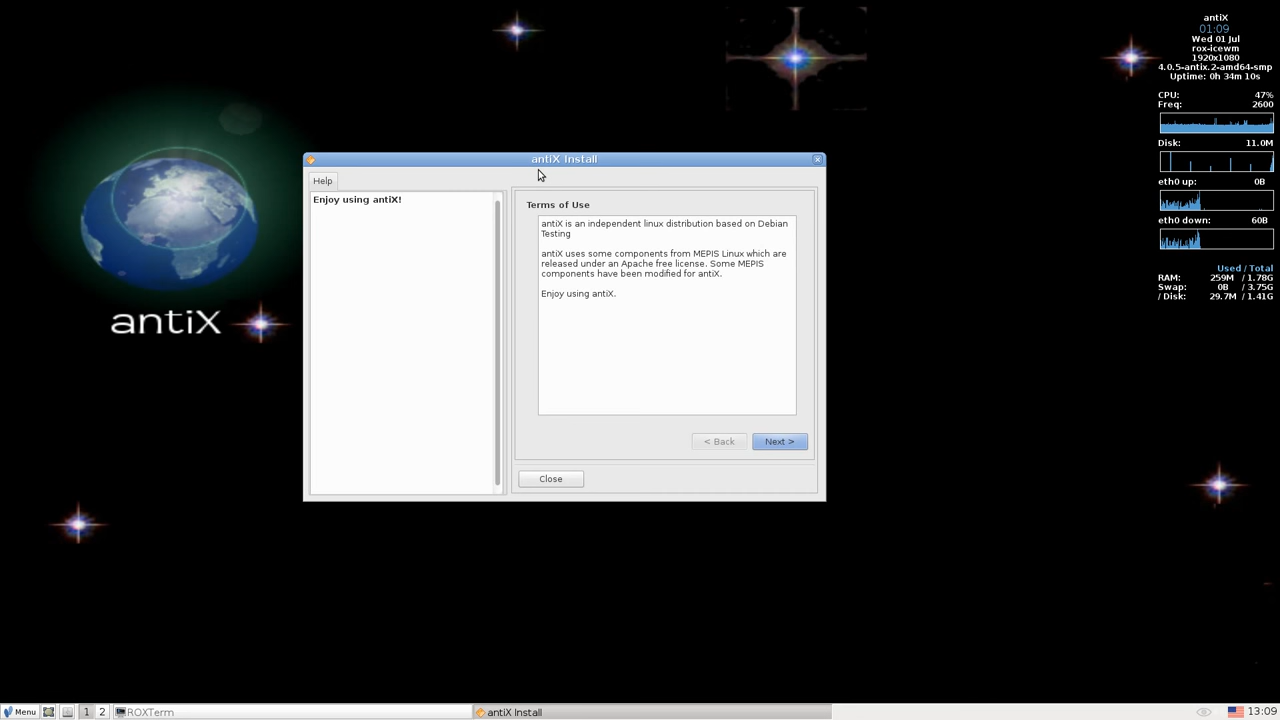 antiX
01:09
Wed 01 Jul
rox-icewm
1920x1080
4.0.5-antix.2-amd64-smp
Uptime: 0h 34m 10s
CPU: 47%
Freq: 2600
Disk: 11.0M
eth0 up: 0B
eth0 down: 60B
Used / Total
RAM: 259M / 1.78G
Swap: 0B / 3.75G
/ Disk: 29.7M / 1.41G
antiX
antiX Install
Help
Enjoy using antiX!
Terms of Use
antiX is an independent linux distribution based on Debian
Testing
antiX uses some components from MEPIS Linux which are
released under an Apache free license. Some MEPIS
components have been modified for antiX.
Enjoy using antiX.
< Back
Next >
Close
Menu
1
2
ROXTerm
antiX Install
13:09